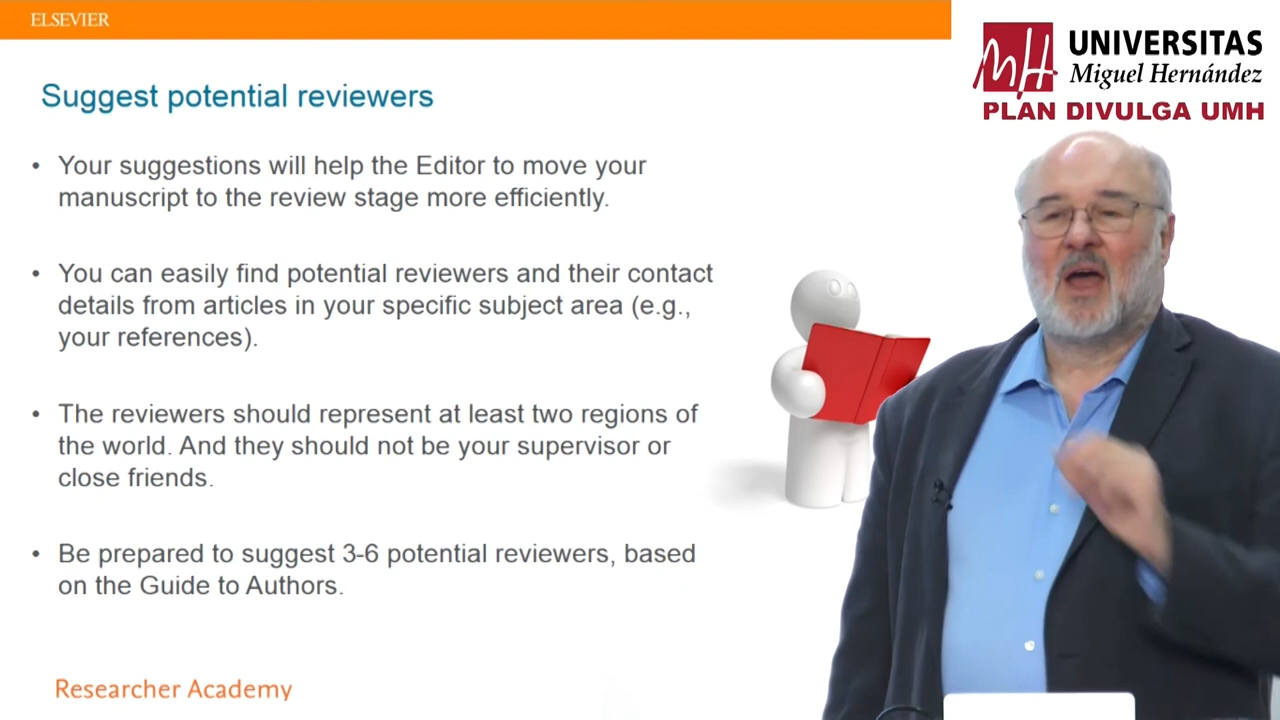 ELSEVIER
UNIVERSITAS
Miguel Hernández
PLAN DIVULGA UMH
Suggest potential reviewers
• Your suggestions will help the Editor to move your
manuscript to the review stage more efficiently.
• You can easily find potential reviewers and their contact
details from articles in your specific subject area (e.g.,
your references).
• The reviewers should represent at least two regions of
the world. And they should not be your supervisor or
close friends.
• Be prepared to suggest 3-6 potential reviewers, based
on the Guide to Authors.
Researcher Academy